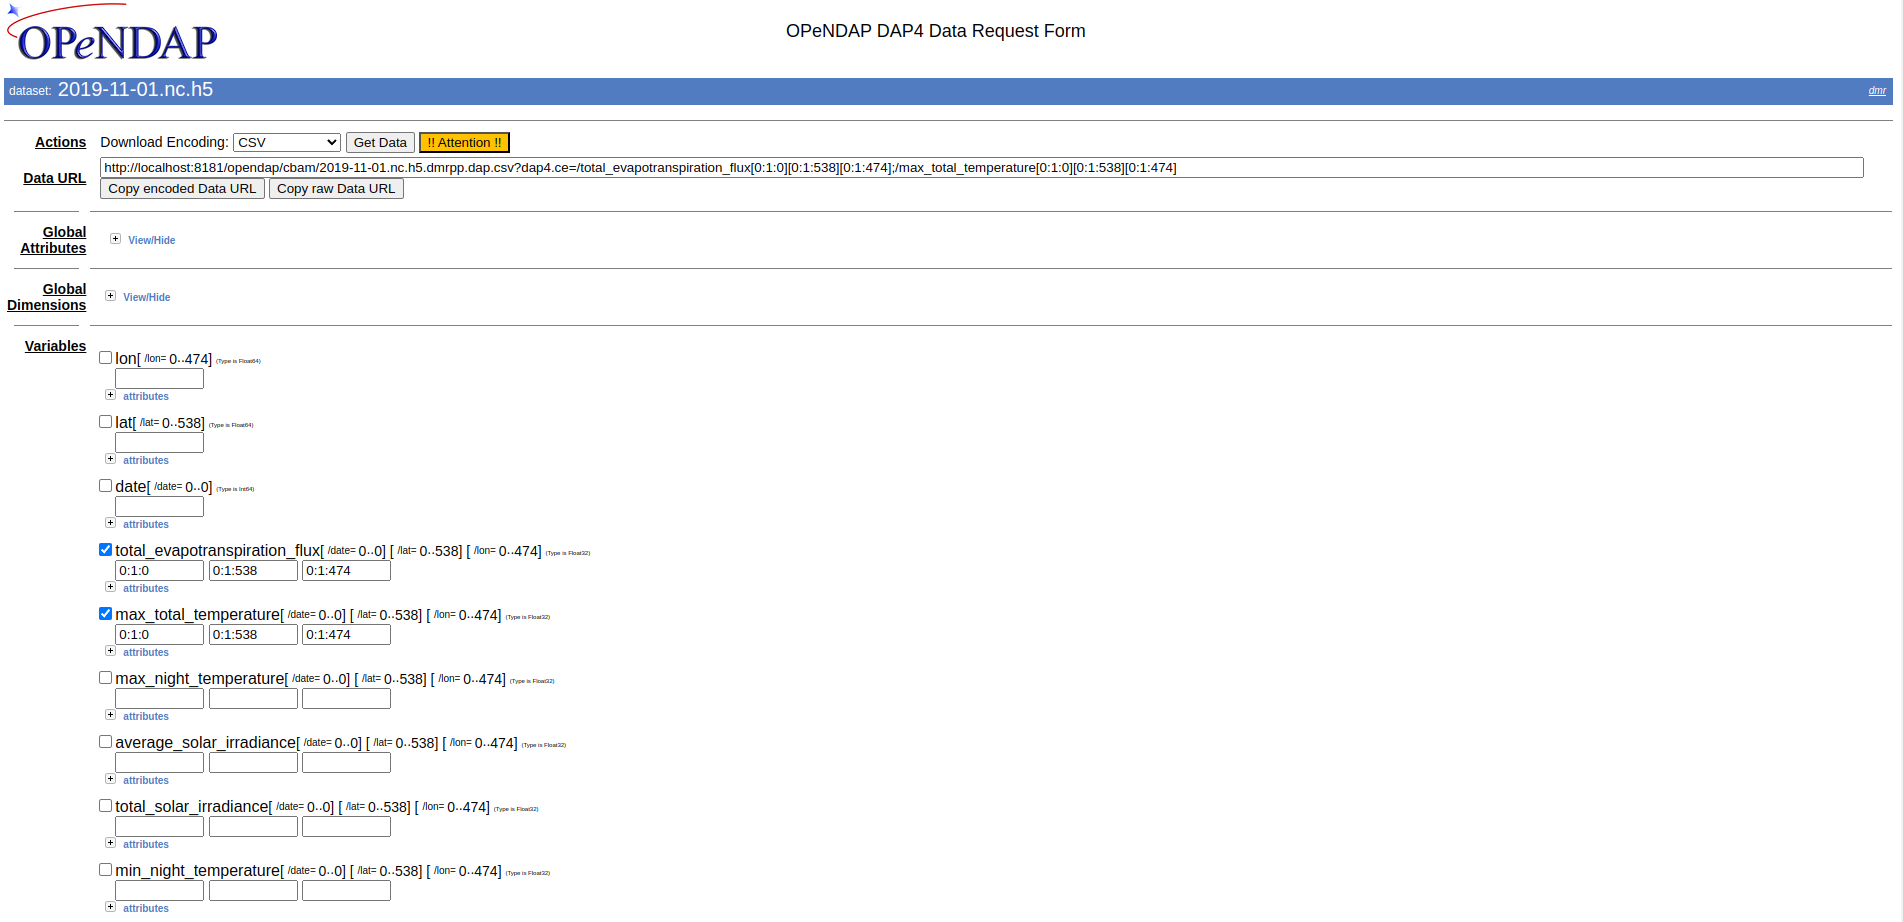 OPeNDAP
OPeNDAP DAP4 Data Request Form
dataset: 2019-11-01.nc.h5 dmr
Actions Download Encoding: CSV Get Data !! Attention !!
Data URL http://localhost:8181/opendap/cbam/2019-11-01.nc.h5.dmrpp.dap.csv?dap4.ce=/total_evapotranspiration_flux[0:1:0][0:1:538][0:1:474];/max_total_temperature[0:1:0][0:1:538][0:1:474]
Copy encoded Data URL Copy raw Data URL
Global
Attributes
View/Hide
Global
Dimensions
View/Hide
Variables
lon[ /lon= 0..474] (Type is Float64)
attributes
lat[ /lat= 0..538] (Type is Float64)
attributes
date[ /date= 0..0] (Type is Int64)
attributes
total_evapotranspiration_flux[ /date= 0..0] [ /lat= 0..538] [ /lon= 0..474] (Type is Float32)
0:1:0 0:1:538 0:1:474
attributes
max_total_temperature[ /date= 0..0] [ /lat= 0..538] [ /lon= 0..474] (Type is Float32)
0:1:0 0:1:538 0:1:474
attributes
max_night_temperature[ /date= 0..0] [ /lat= 0..538] [ /lon= 0..474] (Type is Float32)
attributes
average_solar_irradiance[ /date= 0..0] [ /lat= 0..538] [ /lon= 0..474] (Type is Float32)
attributes
total_solar_irradiance[ /date= 0..0] [ /lat= 0..538] [ /lon= 0..474] (Type is Float32)
attributes
min_night_temperature[ /date= 0..0] [ /lat= 0..538] [ /lon= 0..474] (Type is Float32)
attributes